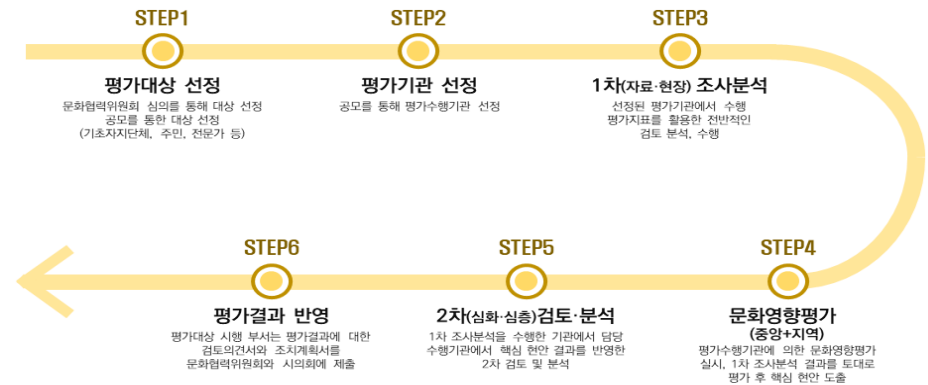 STEP1
평가대상 선정
문화협력위원회 심의를 통해 대상 선정
공모를 통한 대상 선정
(기초자지단체, 주민, 전문가 등)
STEP2
평가기관 선정
공모를 통해 평가수행기관 선정
STEP3
1차(자료·현장) 조사분석
선정된 평가기관에서 수행
평가지표를 활용한 전반적인
검토 분석, 수행
STEP4
문화영향평가
(중앙+지역)
평가수행기관에 의한 문화영향평가
실시, 1차 조사분석 결과를 토대로
평가 후 핵심 현안 도출
STEP5
2차(심화·심층)검토·분석
1차 조사분석을 수행한 기관에서 담당
수행기관에서 핵심 현안 결과를 반영한
2차 검토 및 분석
STEP6
평가결과 반영
평가대상 시행 부서는 평가결과에 대한
검토의견서와 조치계획서를
문화협력위원회와 시의회에 제출